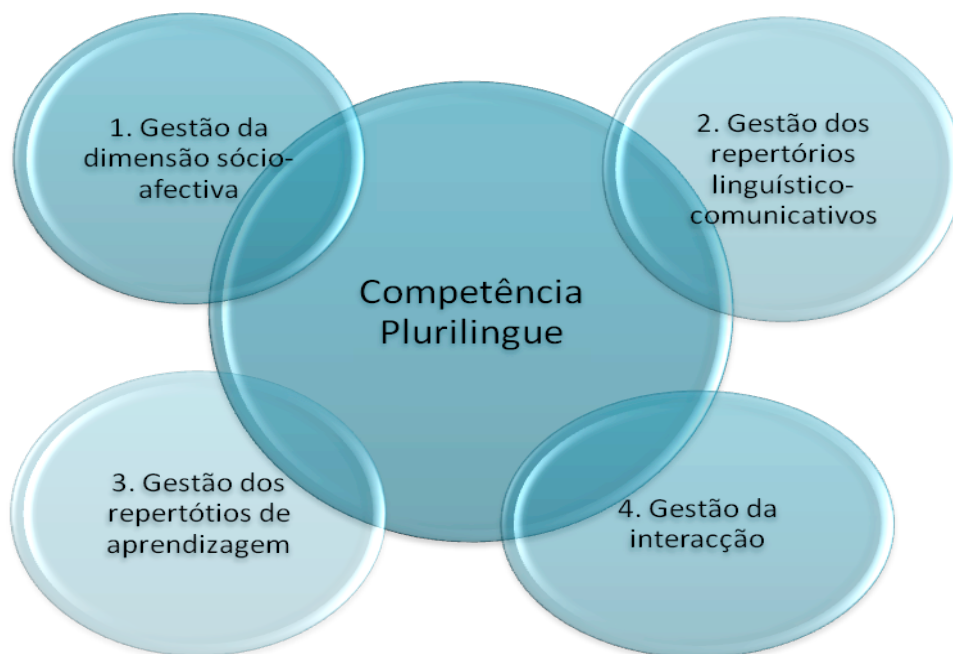 1. Gestão da
dimensão sócio-
afectiva
2. Gestão dos
repertórios
linguístico-
comunicativos
Competência
Plurilingue
3. Gestão dos
repertótios de
aprendizagem
4. Gestão da
interacção